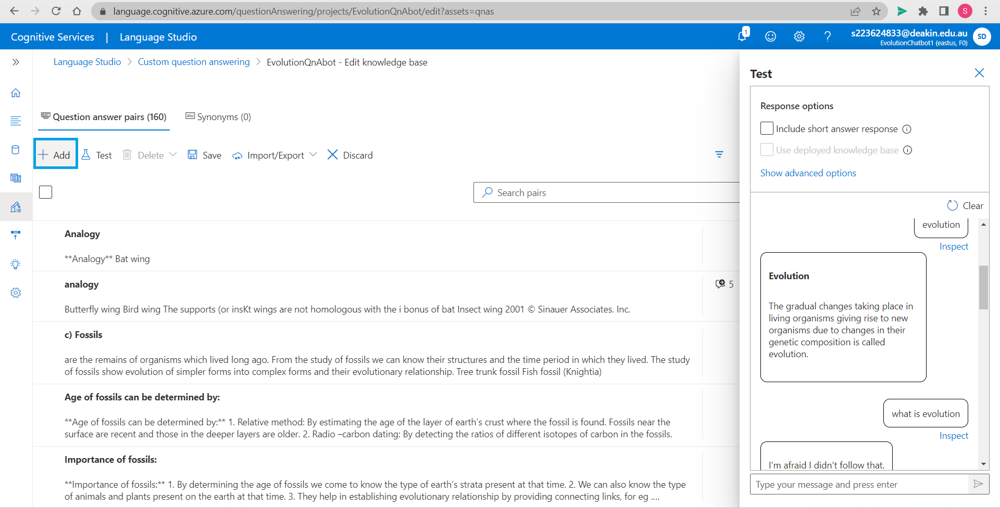 language.cognitive.azure.com/questionAnswering/projects/EvolutionQnAbot/edit?assets=qnas
S
Cognitive Services | Language Studio
1
s223624833@deakin.edu.au
EvolutionChatbot1 (eastus, F0)
SD
Language Studio > Custom question answering > EvolutionQnAbot - Edit knowledge base
Question answer pairs (160)
Abc Synonyms (0)
Add
Test
Delete
Save
Import/Export
Discard
Search pairs
Analogy
**Analogy** Bat wing
analogy
5
Butterfly wing Bird wing The supports (or insKt wings are not homologous with the i bonus of bat Insect wing 2001 © Sinauer Associates. Inc.
c) Fossils
are the remains of organisms which lived long ago. From the study of fossils we can know their structures and the time period in which they lived. The study
of fossils show evolution of simpler forms into complex forms and their evolutionary relationship. Tree trunk fossil Fish fossil (Knightia)
Age of fossils can be determined by:
**Age of fossils can be determined by:** 1. Relative method: By estimating the age of the layer of earth’s crust where the fossil is found. Fossils near the
surface are recent and those in the deeper layers are older. 2. Radio –carbon dating: By detecting the ratios of different isotopes of carbon in the fossils.
Importance of fossils:
**Importance of fossils:** 1. By determining the age of fossils we come to know the type of earth’s strata present at that time. 2. We can also know the type
of animals and plants present on the earth at that time. 3. They help in establishing evolutionary relationship by providing connecting links, for eg ....
Test
Response options
Include short answer response
Use deployed knowledge base
Show advanced options
Clear
evolution
Inspect
Evolution
The gradual changes taking place in
living organisms giving rise to new
organisms due to changes in their
genetic composition is called
evolution.
what is evolution
Inspect
I'm afraid I didn't follow that.
Type your message and press enter